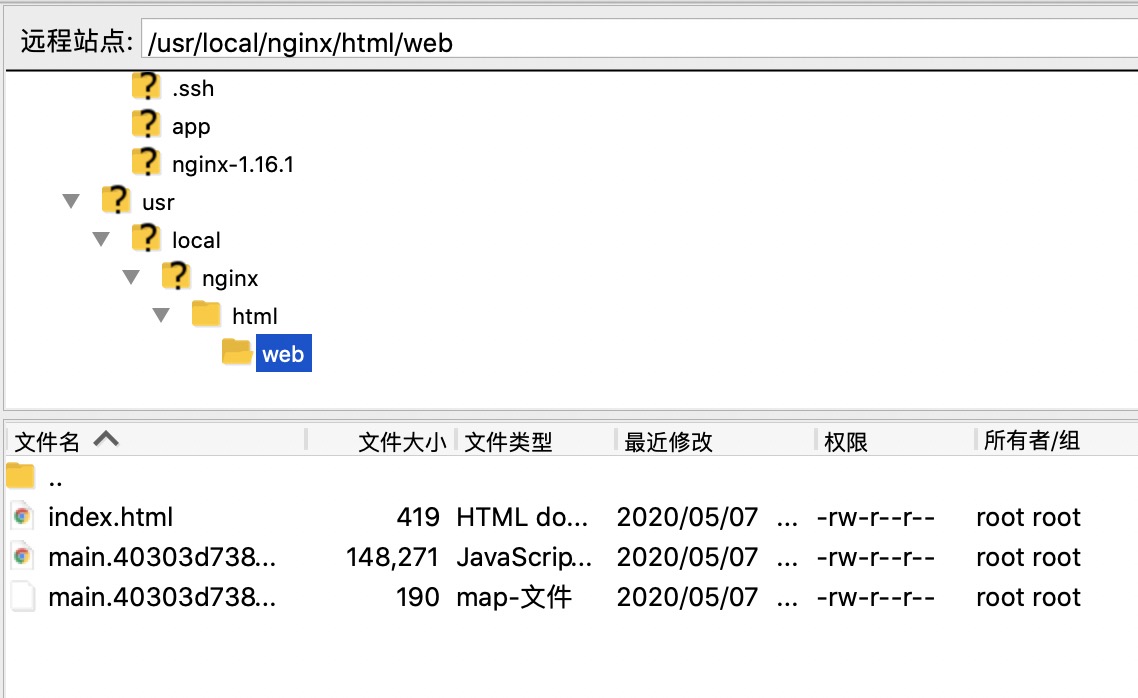 远程站点: /usr/local/nginx/html/web
.ssh
app
nginx-1.16.1
usr
local
nginx
html
web
文件名 文件大小 文件类型 最近修改 权限 所有者/组
..
index.html 419 HTML do... 2020/05/07 ... -rw-r--r-- root root
main.40303d738... 148,271 JavaScrip... 2020/05/07 ... -rw-r--r-- root root
main.40303d738... 190 map-文件 2020/05/07 ... -rw-r--r-- root root